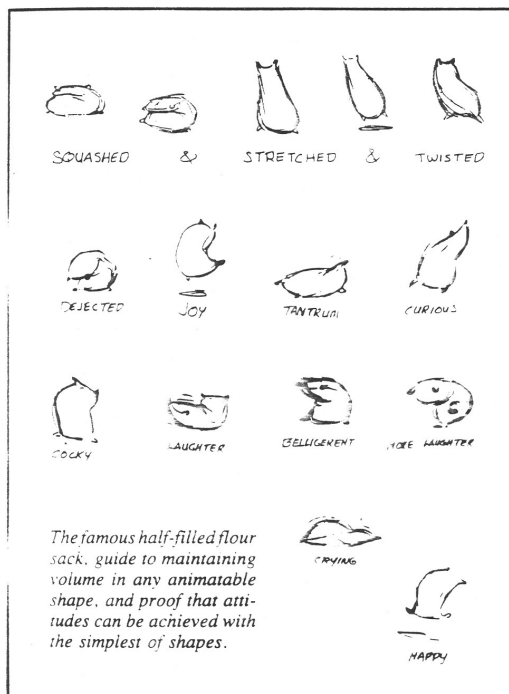 SQUASHED & STRETCHED & TWISTED
DEJECTED JOY TANTRUM CURIOUS
COCKY LAUGHTER BELLIGERENT MORE LAUGHTER
CRYING
The famous half-filled flour
sack, guide to maintaining
volume in any animatable
shape, and proof that atti-
tudes can be achieved with
the simplest of shapes.
HAPPY